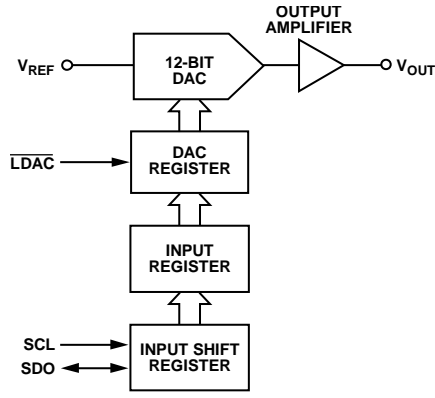 OUTPUT
AMPLIFIER
VREF
12-BIT
DAC
VOUT
LDAC
DAC
REGISTER
INPUT
REGISTER
SCL
SDO
INPUT SHIFT
REGISTER